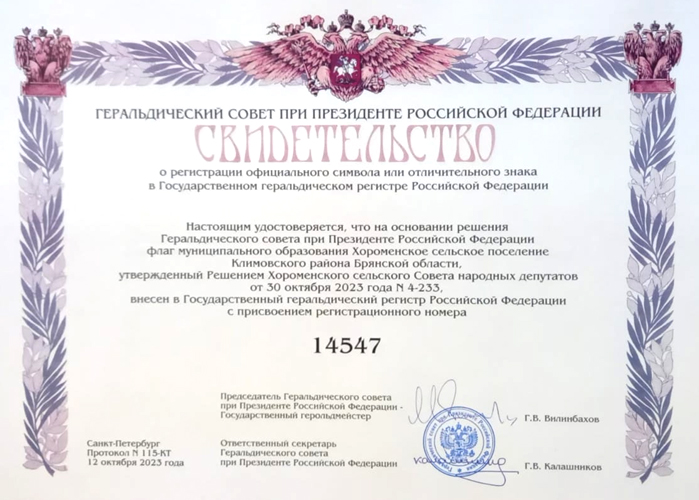 ГЕРАЛЬДИЧЕСКИЙ СОВЕТ ПРИ ПРЕЗИДЕНТЕ РОССИЙСКОЙ ФЕДЕРАЦИИ
СВИДЕТЕЛЬСТВО
о регистрации официального символа или отличительного знака
в Государственном геральдическом регистре Российской Федерации
Настоящим удостоверяется, что на основании решения
Геральдического совета при Президенте Российской Федерации
флаг муниципального образования Хороменское сельское поселение
Климовского района Брянской области,
утвержденный Решением Хороменского сельского Совета народных депутатов
от 30 октября 2023 года N 4-233,
внесен в Государственный геральдический регистр Российской Федерации
с присвоением регистрационного номера
14547
Председатель Геральдического совета
при Президенте Российской Федерации -
Государственный герольдмейстер
Г.В. Вилинбахов
Санкт-Петербург
Протокол N 115-КТ
12 октября 2023 года
Ответственный секретарь
Геральдического совета
при Президенте Российской Федерации
Г.В. Калашников